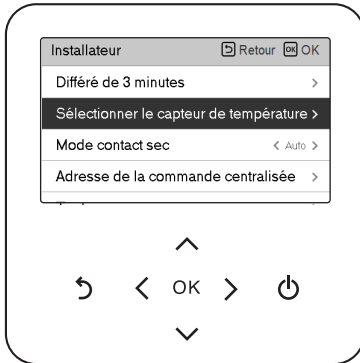 Installateur Retour OK OK
Différé de 3 minutes
Sélectionner le capteur de température
Mode contact sec Auto
Adresse de la commande centralisée
OK